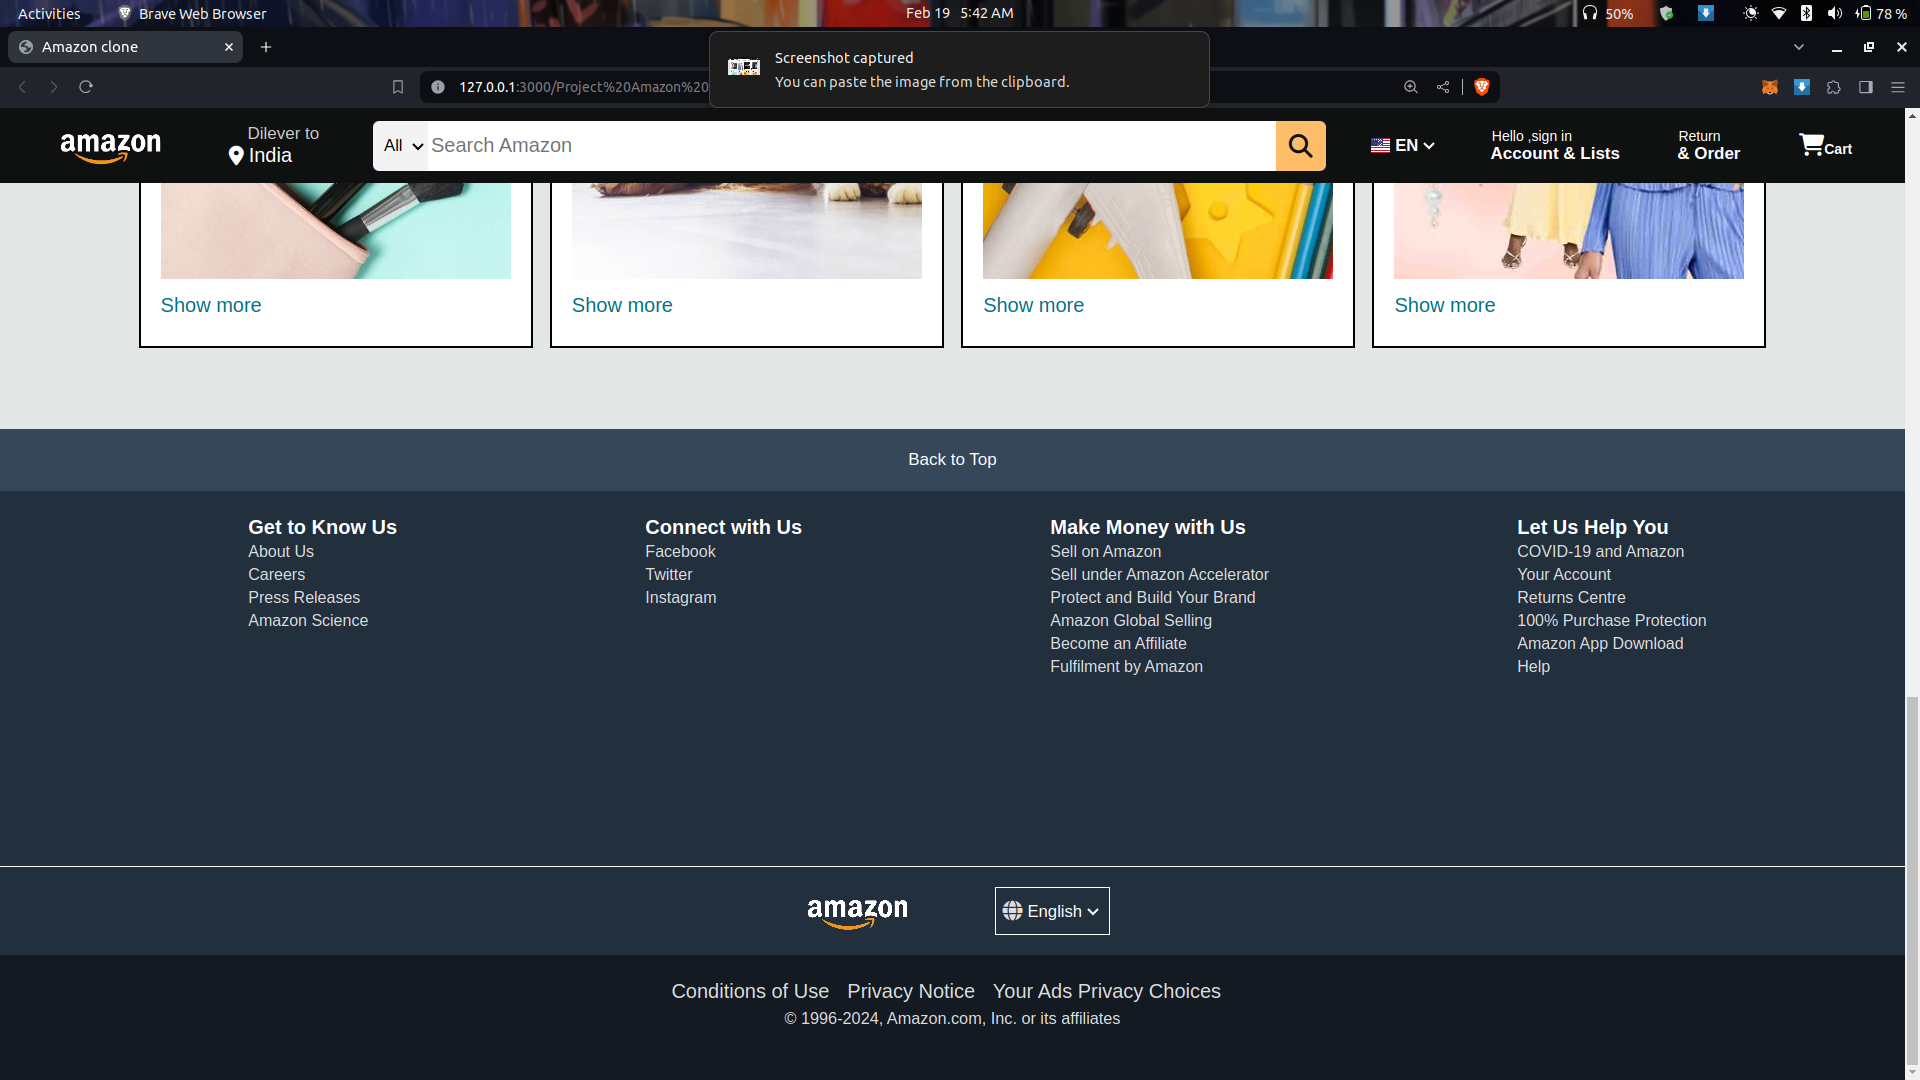 Activities Brave Web Browser Feb 19 5:42 AM 50% 78 %
Amazon clone
Screenshot captured
You can paste the image from the clipboard.
127.0.0.1:3000/Project%20Amazon%20
amazon
Dilever to
India
All Search Amazon
EN
Hello ,sign in
Account & Lists
Return
& Order
Cart
Show more Show more Show more Show more
Back to Top
Get to Know Us
About Us
Careers
Press Releases
Amazon Science
Connect with Us
Facebook
Twitter
Instagram
Make Money with Us
Sell on Amazon
Sell under Amazon Accelerator
Protect and Build Your Brand
Amazon Global Selling
Become an Affiliate
Fulfilment by Amazon
Let Us Help You
COVID-19 and Amazon
Your Account
Returns Centre
100% Purchase Protection
Amazon App Download
Help
amazon English
Conditions of Use Privacy Notice Your Ads Privacy Choices
© 1996-2024, Amazon.com, Inc. or its affiliates